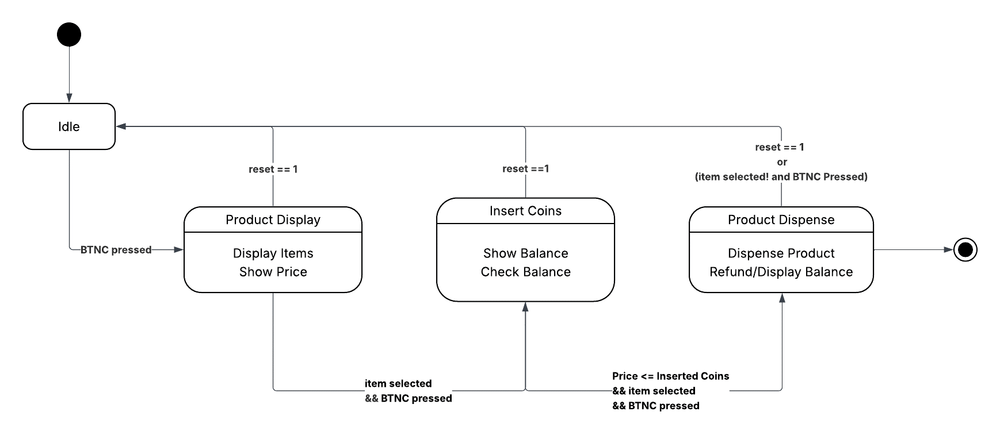 Idle
reset == 1
reset ==1
reset == 1
or
(item selected! and BTNC Pressed)
BTNC pressed
Product Display
Display Items
Show Price
Insert Coins
Show Balance
Check Balance
Product Dispense
Dispense Product
Refund/Display Balance
item selected
&& BTNC pressed
Price <= Inserted Coins
&& item selected
&& BTNC pressed